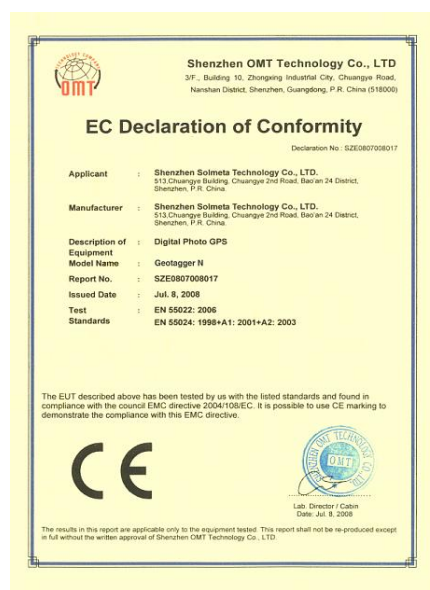 TECHNOLOGY COMPANY
OMT
Shenzhen OMT Technology Co., LTD
3/F., Building 10, Zhongxing Industrial City, Chuangye Road,
Nanshan District, Shenzhen, Guangdong, P.R. China (518000)
EC Declaration of Conformity
Declaration No.: SZE0807008017
Applicant : Shenzhen Solmeta Technology Co., LTD.
513,Chuangye Building, Chuangye 2nd Road, Bao'an 24 District,
Shenzhen, P.R. China.
Manufacturer : Shenzhen Solmeta Technology Co., LTD.
513,Chuangye Building, Chuangye 2nd Road, Bao'an 24 District,
Shenzhen, P.R. China.
Description of : Digital Photo GPS
Equipment
Model Name : Geotagger N
Report No. : SZE0807008017
Issued Date : Jul. 8, 2008
Test : EN 55022: 2006
Standards EN 55024: 1998+A1: 2001+A2: 2003
The EUT described above has been tested by us with the listed standards and found in
compliance with the council EMC directive 2004/108/EC. It is possible to use CE marking to
demonstrate the compliance with this EMC directive.
CE
SHENZHEN OMT TECHNOLOGY CO., LTD.
OMT
Lab. Director / Cabin
Date: Jul. 8, 2008
The results in this report are applicable only to the equipment tested. This report shall not be re-produced except
in full without the written approval of Shenzhen OMT Technology Co., LTD.